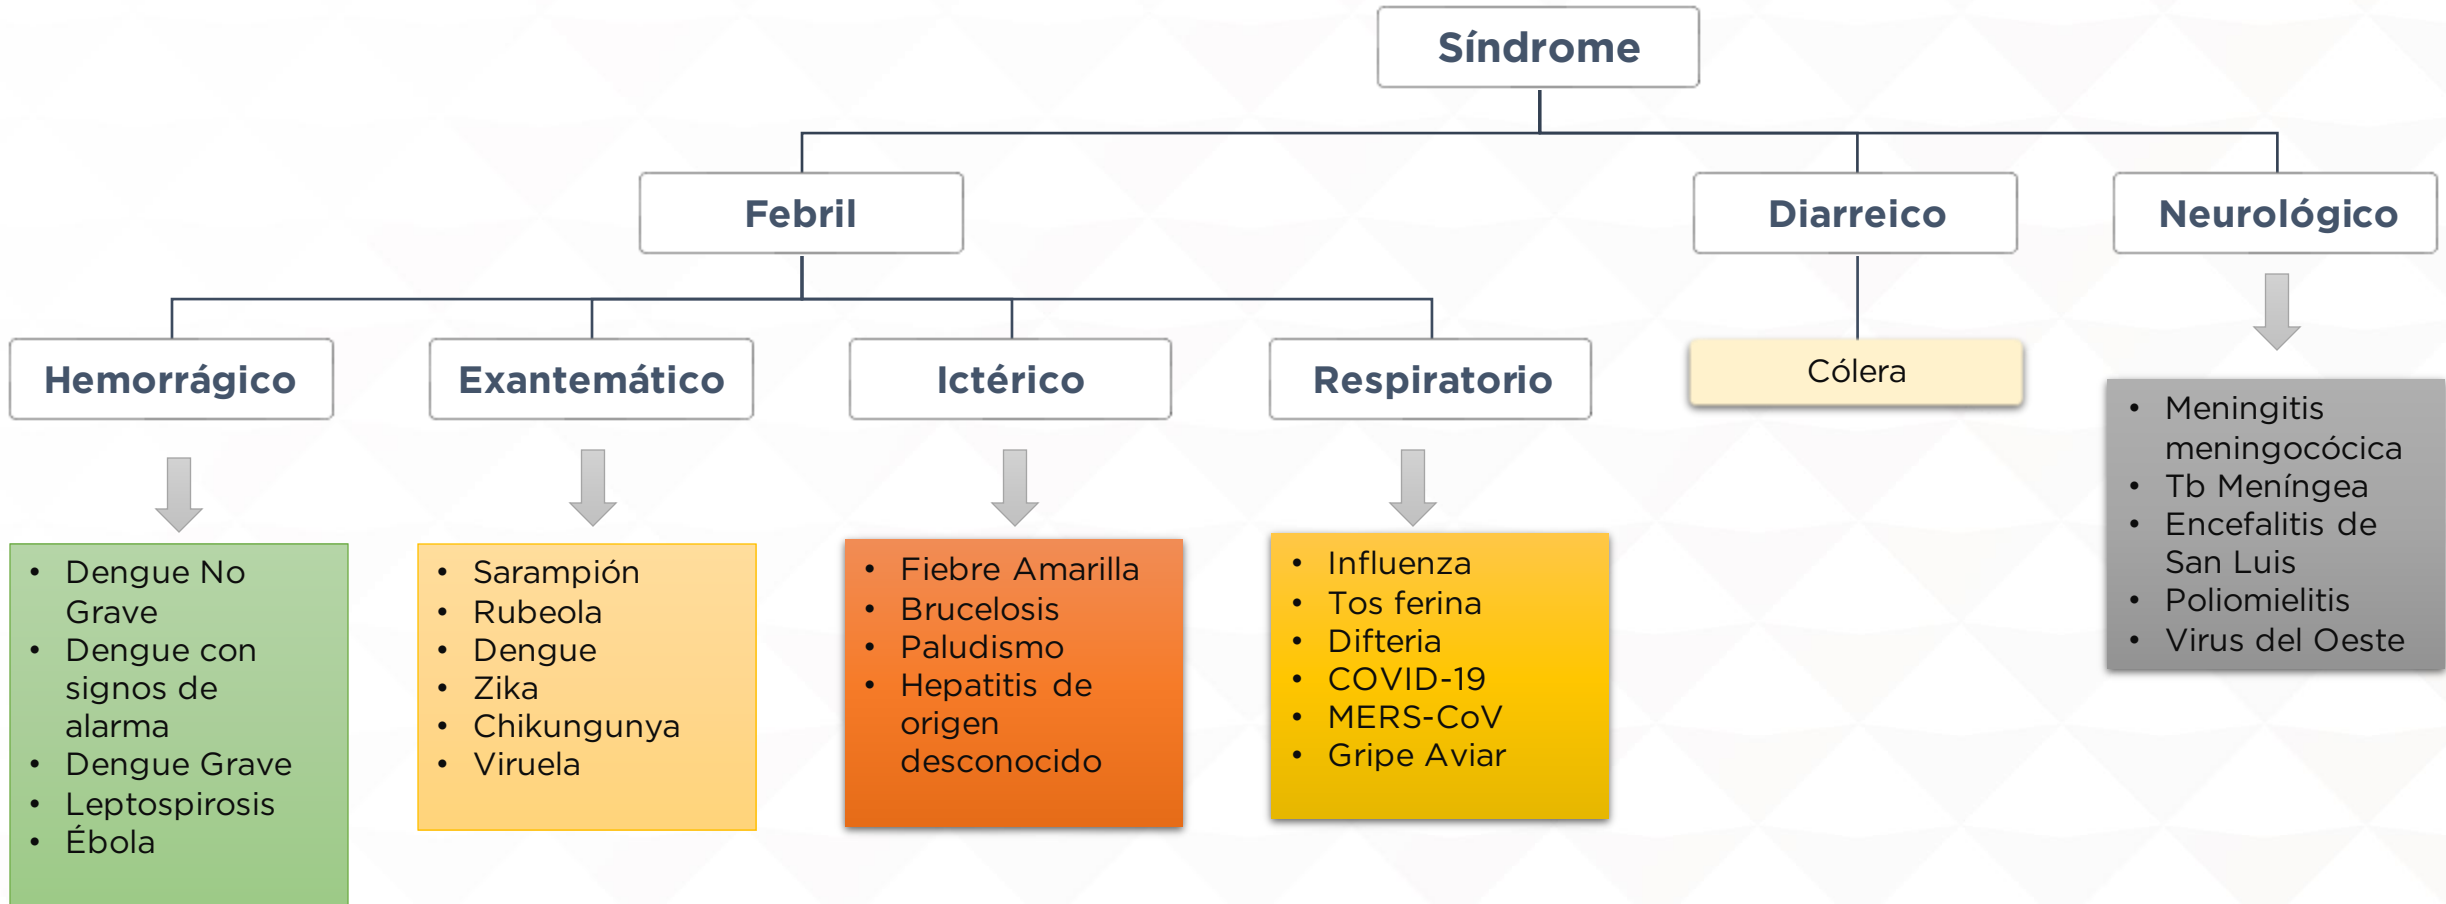 Síndrome
Febril
Diarreico
Neurológico
Hemorrágico
Exantemático
Ictérico
Respiratorio
Cólera
• Dengue No
Grave
• Dengue con
signos de
alarma
• Dengue Grave
• Leptospirosis
• Ébola
• Sarampión
• Rubeola
• Dengue
• Zika
• Chikungunya
• Viruela
• Fiebre Amarilla
• Brucelosis
• Paludismo
• Hepatitis de
origen
desconocido
• Influenza
• Tos ferina
• Difteria
• COVID-19
• MERS-CoV
• Gripe Aviar
• Meningitis
meningocócica
• Tb Meníngea
• Encefalitis de
San Luis
• Poliomielitis
• Virus del Oeste